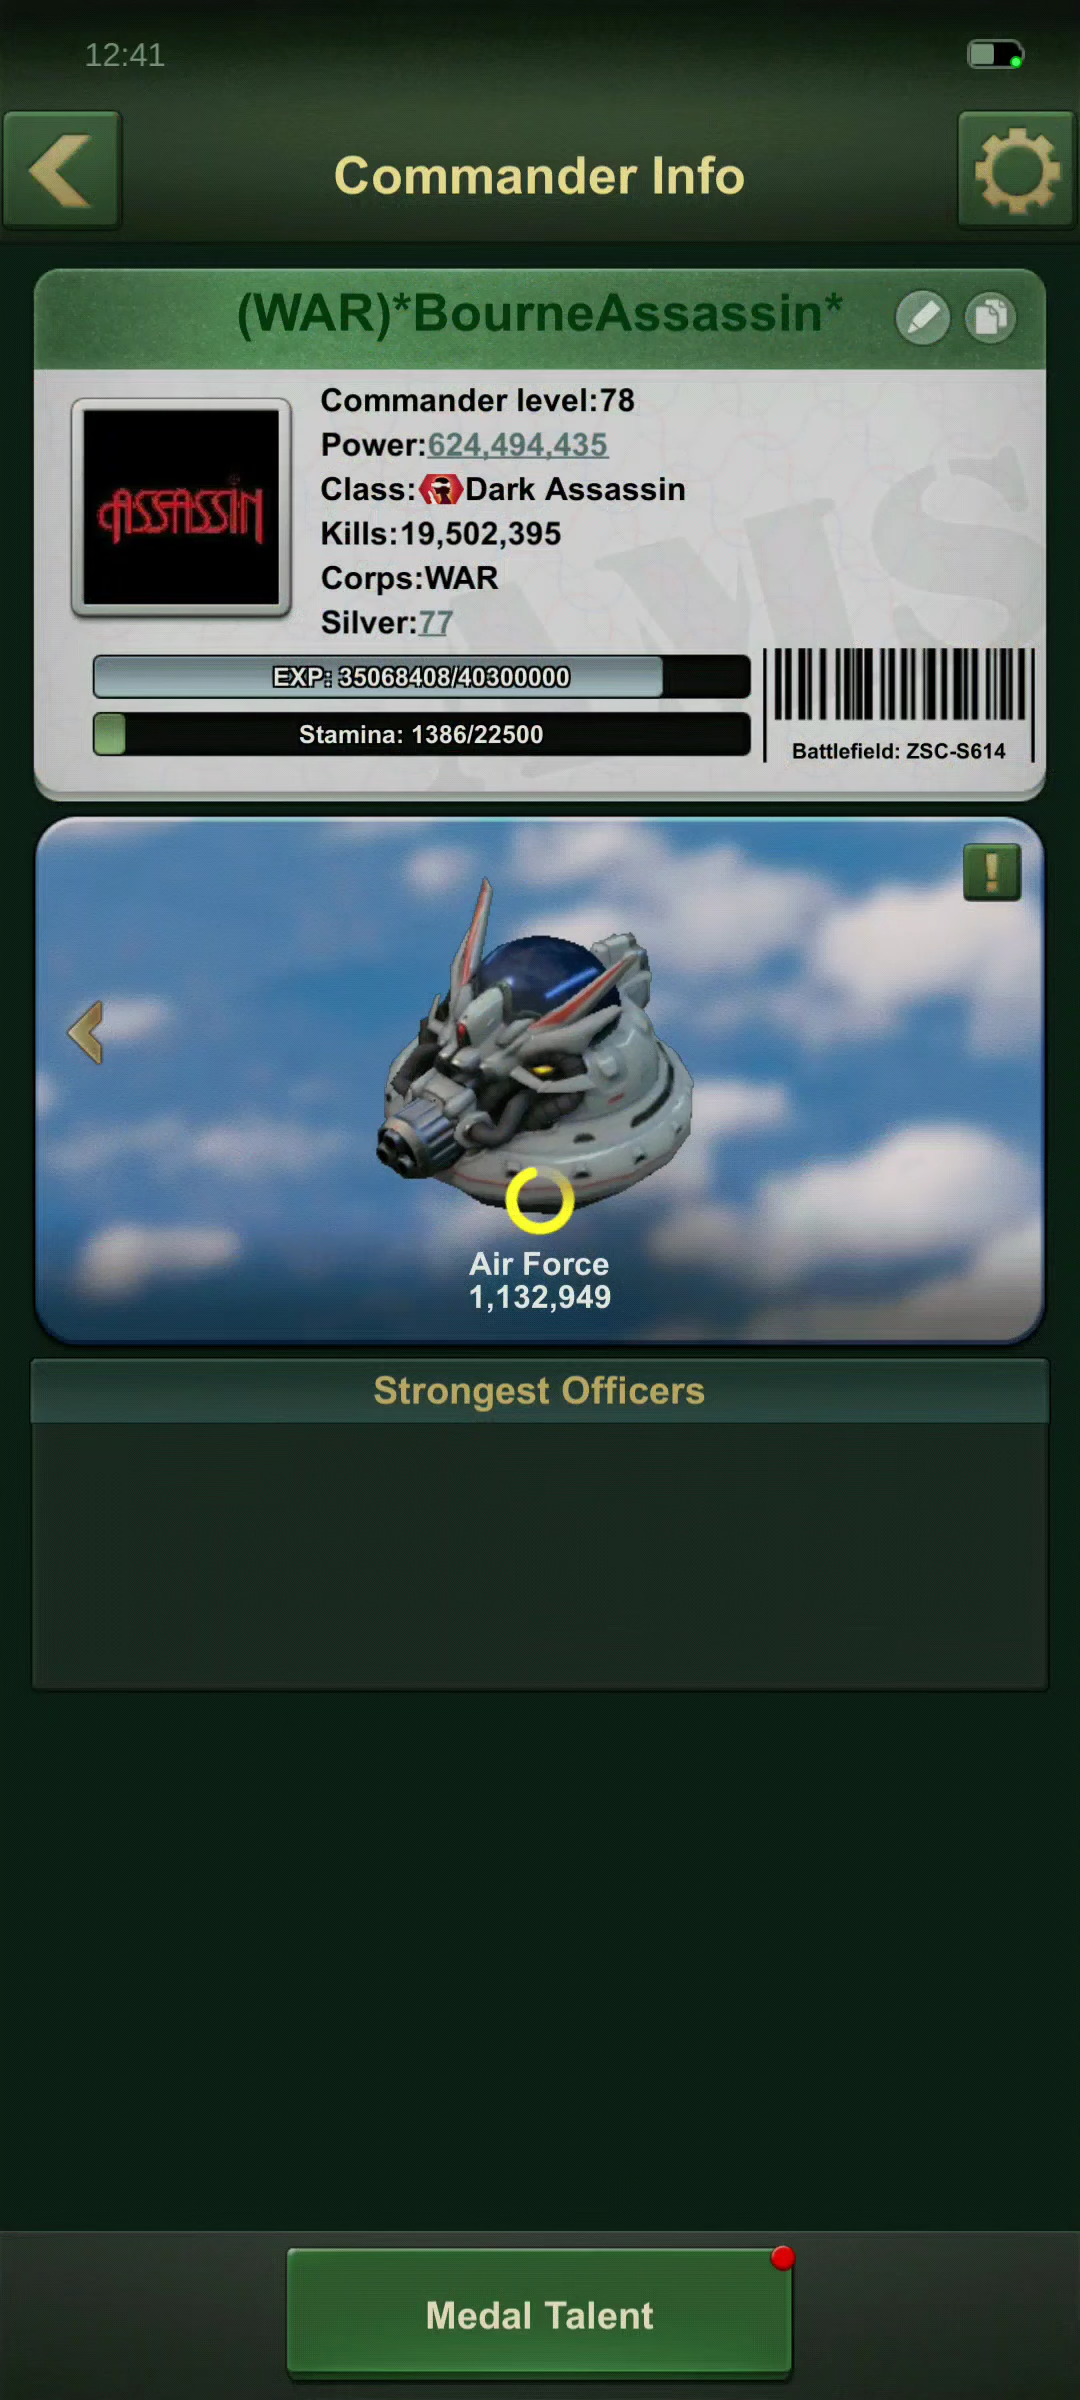 12:41
Commander Info
(WAR)*BourneAssassin*
ASSASSIN
Commander level:78
Power:624,494,435
Class:Dark Assassin
Kills:19,502,395
Corps:WAR
Silver:77
EXP: 35068408/40300000
Stamina: 1386/22500
Battlefield: ZSC-S614
!
Air Force
1,132,949
Strongest Officers
Medal Talent